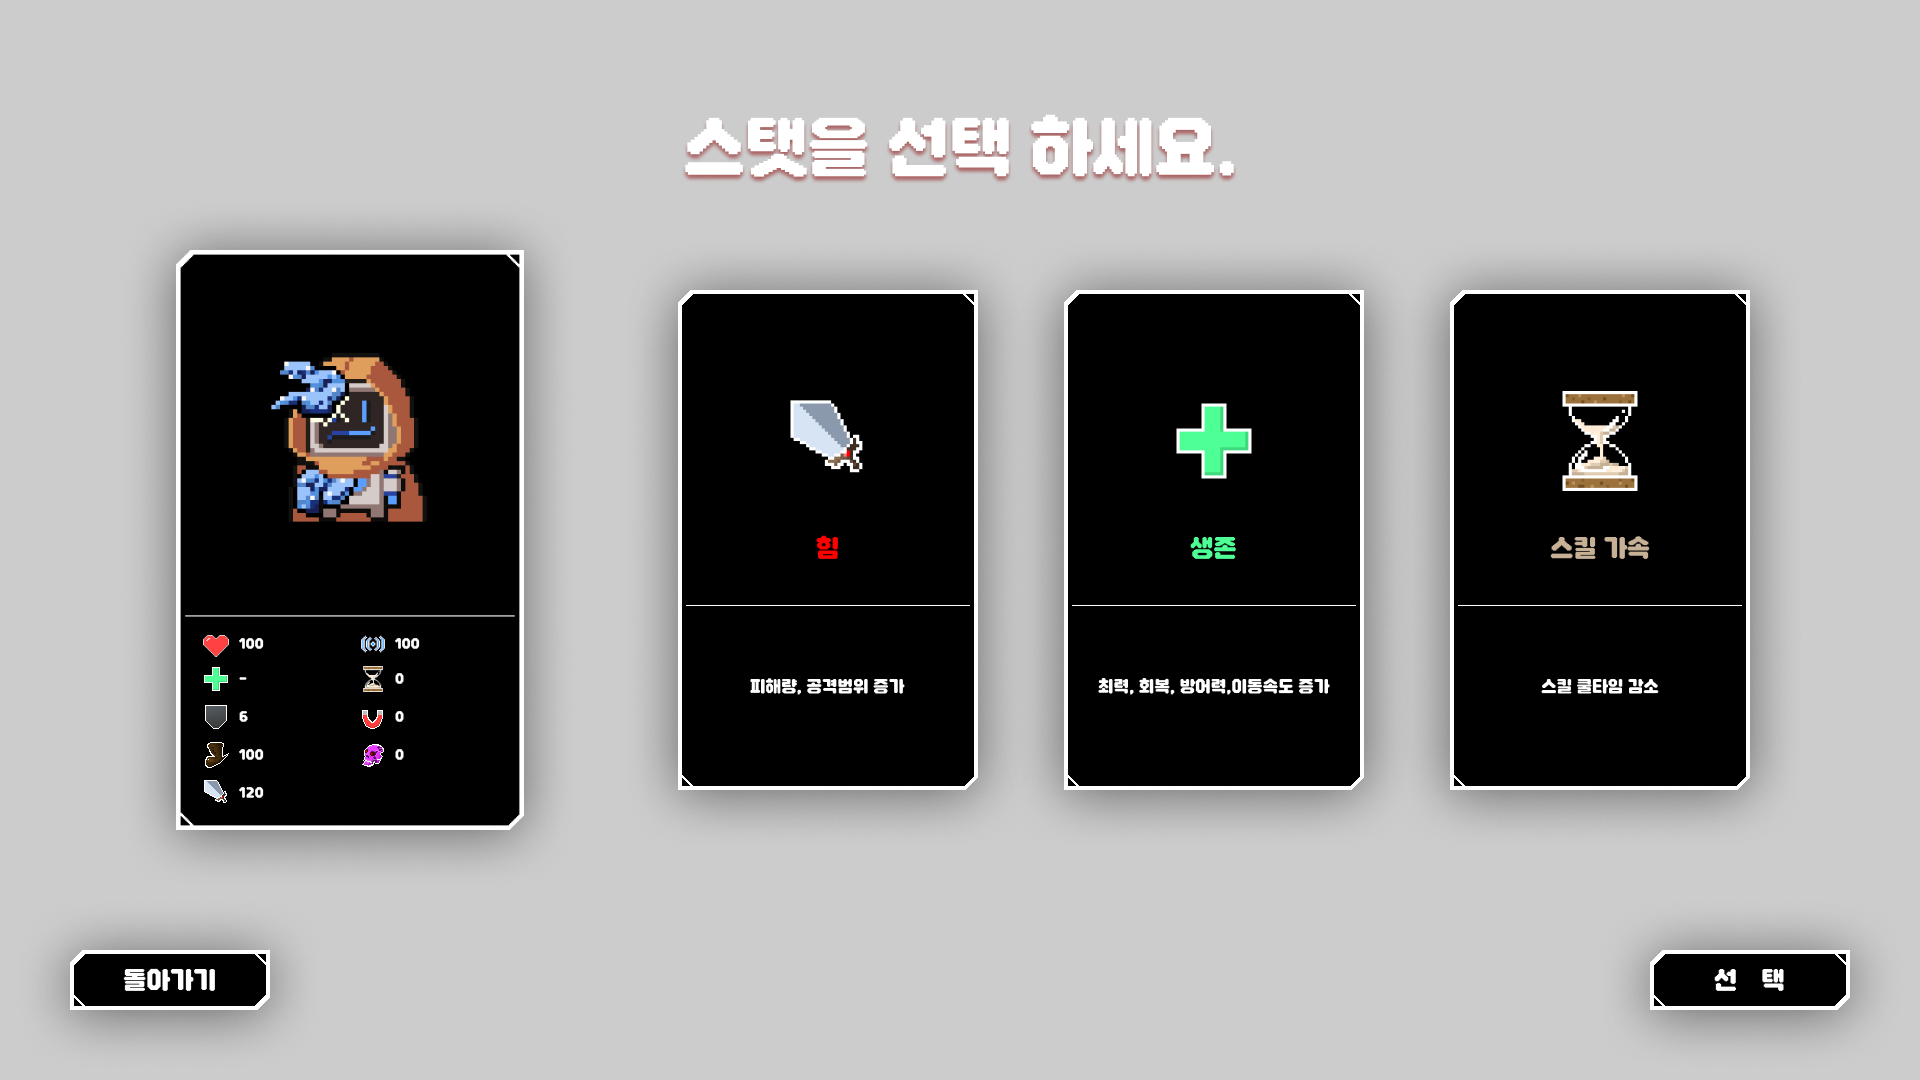 스탯을 선택 하세요.
100
100
-
0
6
0
100
0
120
힘
피해량, 공격범위 증가
생존
최력, 회복, 방어력,이동속도 증가
스킬 가속
스킬 쿨타임 감소
돌아가기
선 택